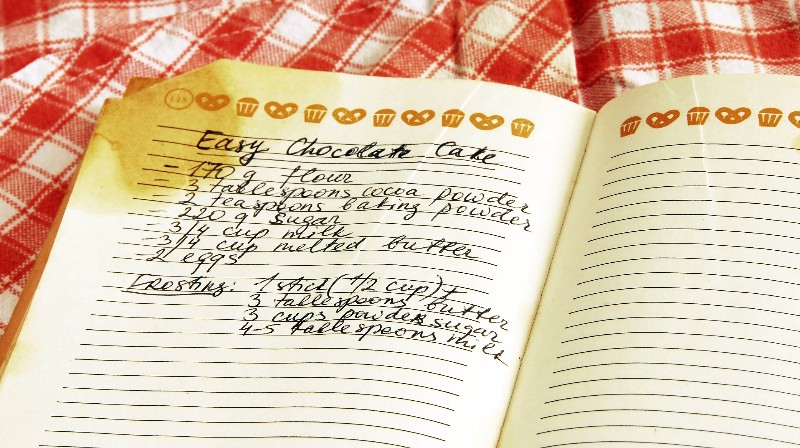 148
Easy Chocolate Cake
- 170 g flour
- 3 tablespoons cocoa powder
2 teaspoons baking powder
220 g sugar
3/4 cup milk
3/4 cup melted butter
2 eggs
Frosting: 1 stick (1/2 cup) +
3 tablespoons butter
3 cups powder sugar
4-5 tablespoons milk